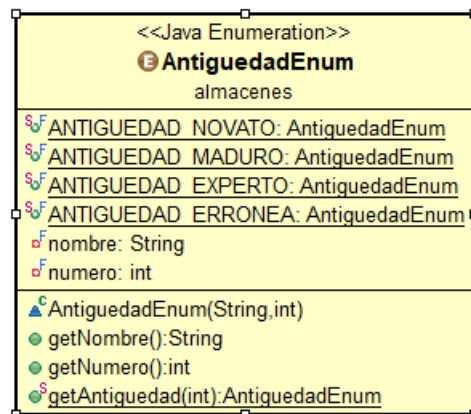 <<Java Enumeration>>
AntiguedadEnum
almacenes
ANTIGUEDAD_NOVATO: AntiguedadEnum
ANTIGUEDAD_MADURO: AntiguedadEnum
ANTIGUEDAD_EXPERTO: AntiguedadEnum
ANTIGUEDAD_ERRONEA: AntiguedadEnum
nombre: String
numero: int
AntiguedadEnum(String,int)
getNombre():String
getNumero():int
getAntiguedad(int):AntiguedadEnum